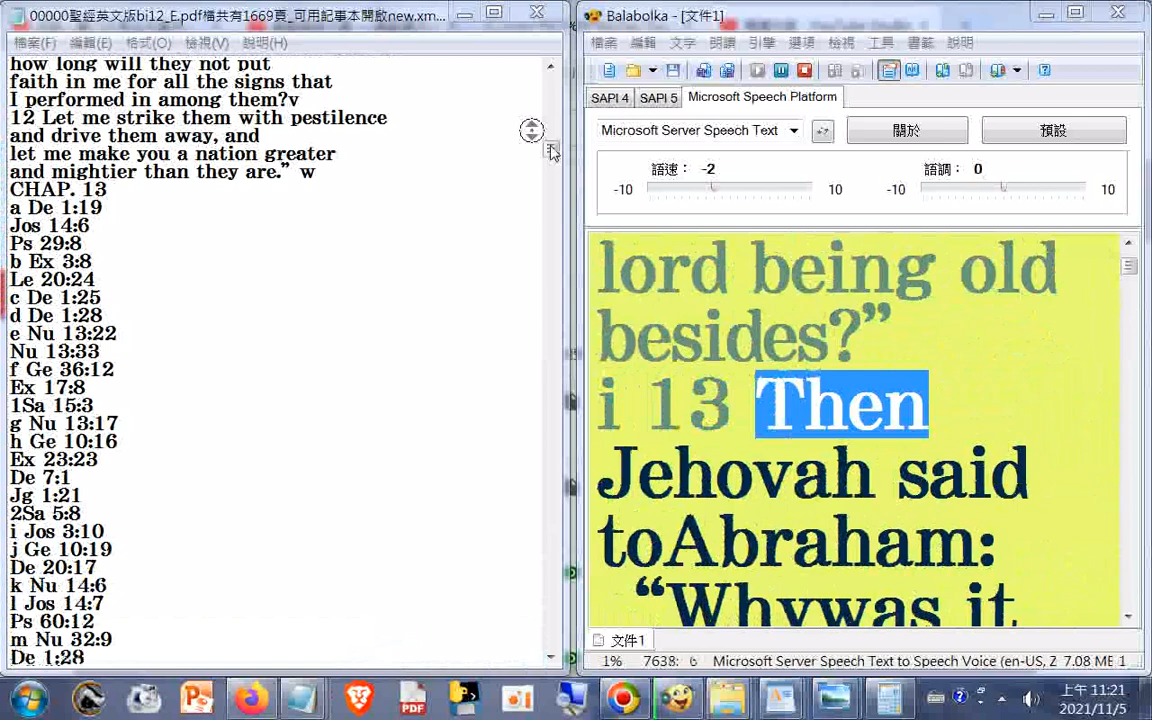 00000聖經英文版bi12_E.pdf檔共有1669頁_可用記事本開啟new.xm...
檔案(F) 編輯(E) 格式(O) 檢視(V) 說明(H)
how long will they not put
faith in me for all the signs that
I performed in among them?v
12 Let me strike them with pestilence
and drive them away, and
let me make you a nation greater
and mightier than they are.” w
CHAP. 13
a De 1:19
Jos 14:6
Ps 29:8
b Ex 3:8
Le 20:24
c De 1:25
d De 1:28
e Nu 13:22
Nu 13:33
f Ge 36:12
Ex 17:8
1Sa 15:3
g Nu 13:17
h Ge 10:16
Ex 23:23
De 7:1
Jg 1:21
2Sa 5:8
i Jos 3:10
j Ge 10:19
De 20:17
k Nu 14:6
l Jos 14:7
Ps 60:12
m Nu 32:9
De 1:28
Balabolka - [文件1]
檔案 編輯 文字 朗讀 引擎 選項 檢視 工具 書籤 說明
SAPI 4 SAPI 5 Microsoft Speech Platform
Microsoft Server Speech Text 關於 預設
語速: -2 語調: 0
-10 10 -10 10
lord being old
besides?”
i 13 Then
Jehovah said
toAbraham:
“Whywas it
文件1
1% 7638: 6 Microsoft Server Speech Text to Speech Voice (en-US, Z 7.08 ME 1
PDF
上午 11:21
2021/11/5